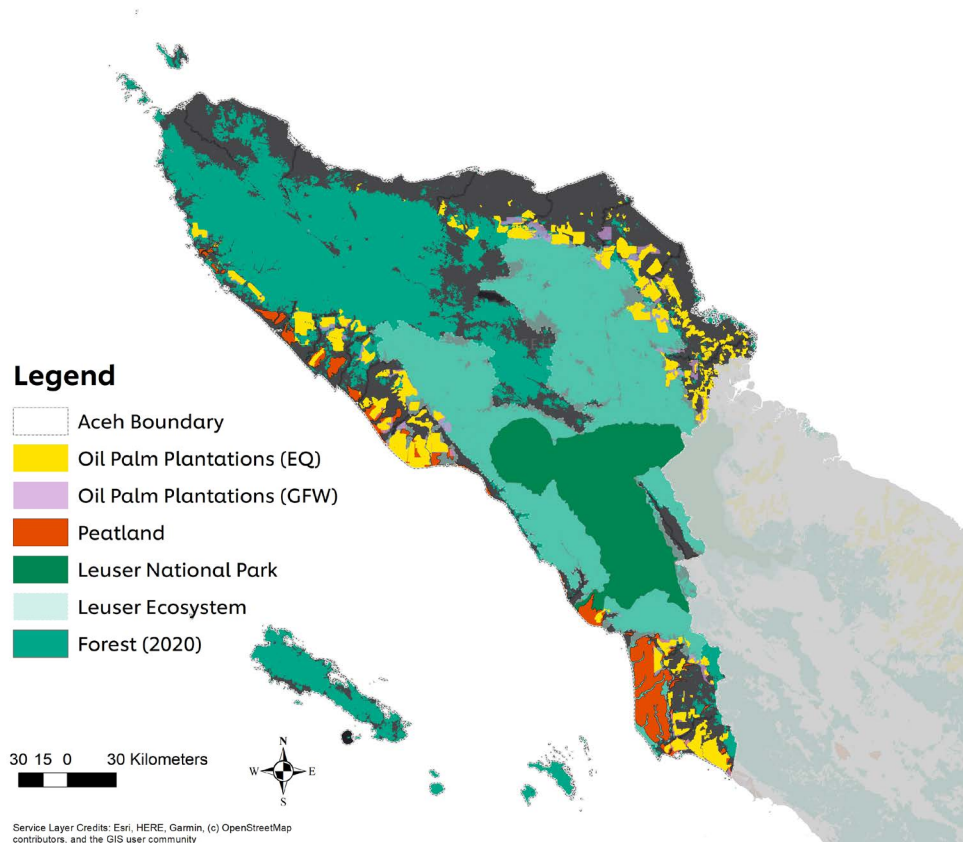 Legend
Aceh Boundary
Oil Palm Plantations (EQ)
Oil Palm Plantations (GFW)
Peatland
Leuser National Park
Leuser Ecosystem
Forest (2020)
30 15 0 30 Kilometers
N
W E
S
Service Layer Credits: Esri, HERE, Garmin, (c) OpenStreetMap
contributors, and the GIS user community